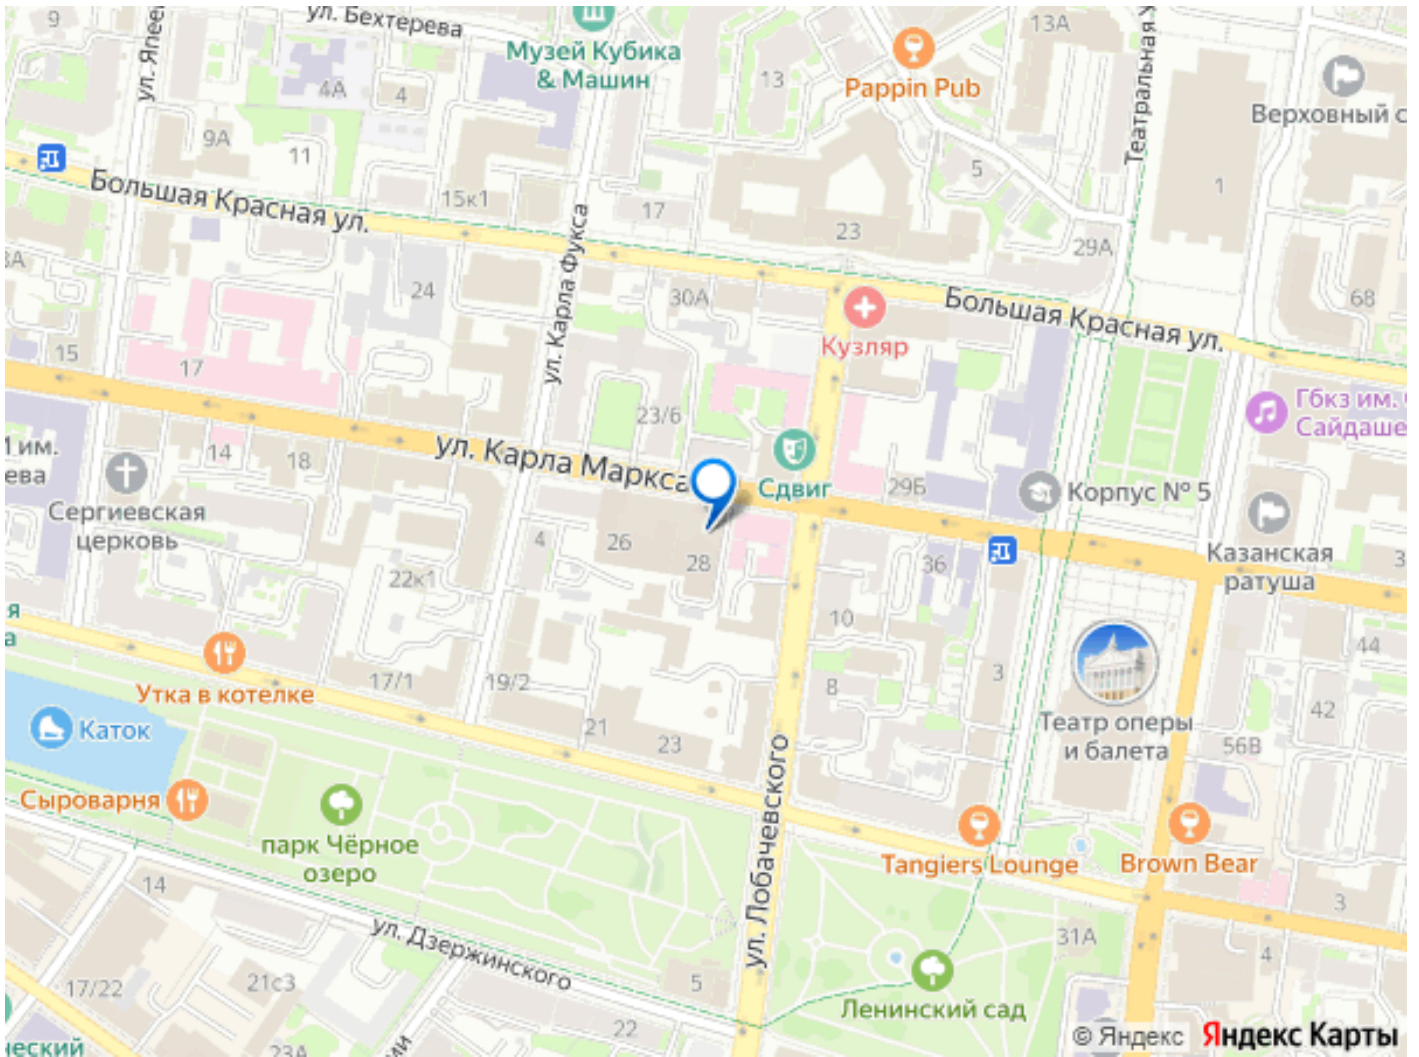 9
ул. Бехтерева
Музей Кубика
& Машин
13А
Pappin Pub
Театральная у
Верховный с
4А
4
13
9А
11
5
1
Большая Красная ул.
15к1
17
23
29А
3А
24
30А
ул. Карла Фукса
68
Большая Красная ул.
Кузляр
15
17
23/6
Гбкз им.
Сайдаше
им.
ева
14
18
ул. Карла Маркса
Сдвиг
29Б
Корпус № 5
Сергиевская
церковь
4
26
28
36
Казанская
ратуша
3
22к1
10
я
а
44
Утка в котелке
17/1
19/2
8
3
Каток
21
23
Театр оперы
и балета
42
56В
Сыроварня
парк Чёрное
озеро
ул. Лобачевского
Tangiers Lounge
Brown Bear
14
3
ул. Дзержинского
31А
4
17/22
21с3
5
Ленинский сад
22
ческий
23А
© Яндекс
Яндекс Карты